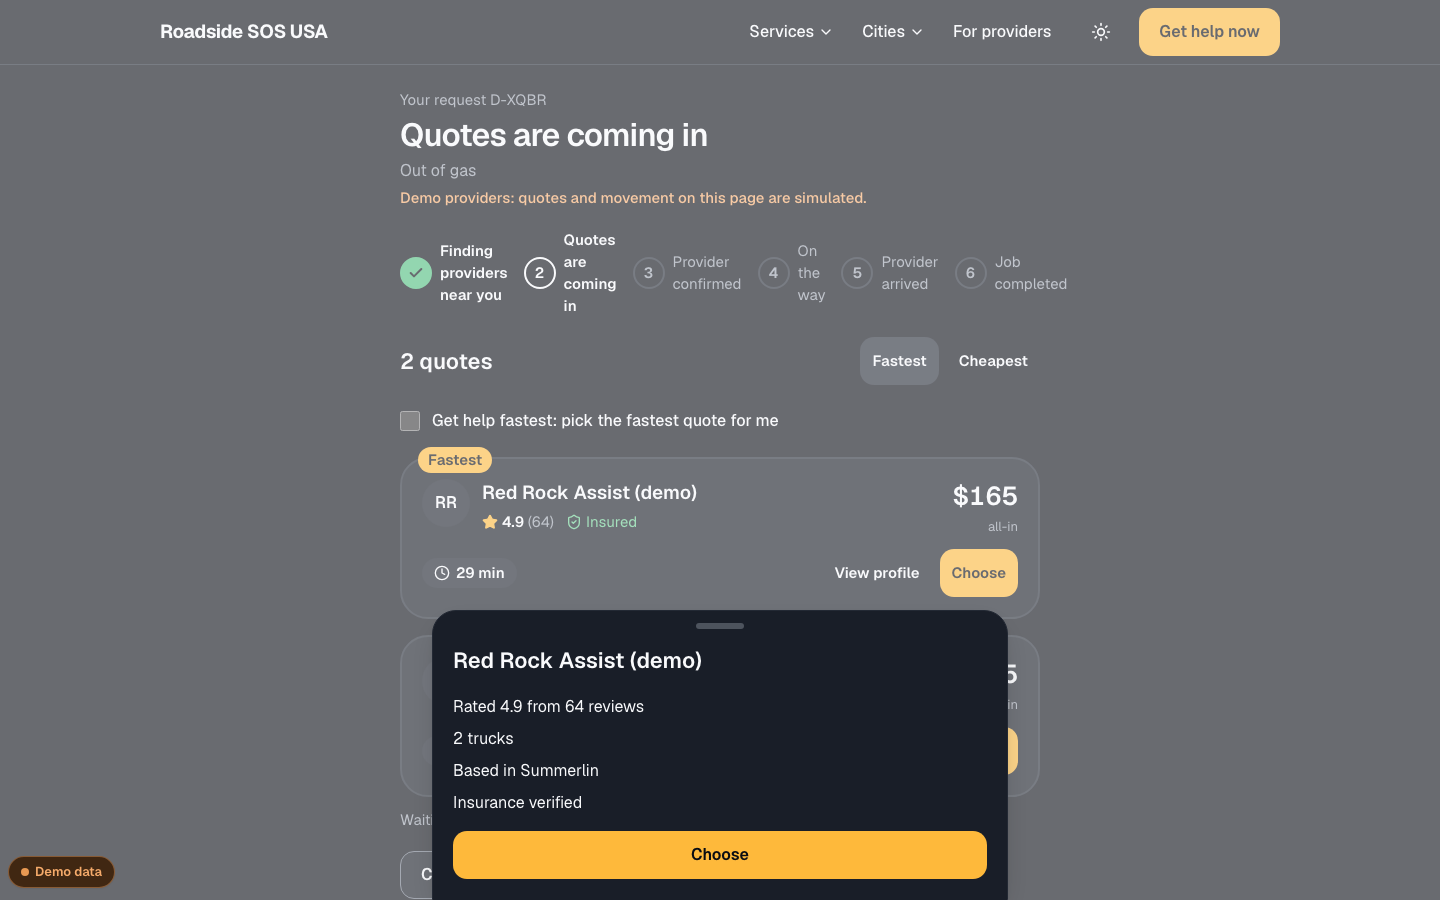 Roadside SOS USA
Services
Cities
For providers
Get help now
Your request D-XQBR
Quotes are coming in
Out of gas
Demo providers: quotes and movement on this page are simulated.
Finding
providers
near you
2
Quotes
are
coming
in
3
Provider
confirmed
4
On
the
way
5
Provider
arrived
6
Job
completed
2 quotes
Fastest
Cheapest
Get help fastest: pick the fastest quote for me
Fastest
RR
Red Rock Assist (demo)
$165
4.9 (64)
Insured
all-in
29 min
View profile
Choose
Red Rock Assist (demo)
Rated 4.9 from 64 reviews
2 trucks
Based in Summerlin
Insurance verified
Choose
Demo data